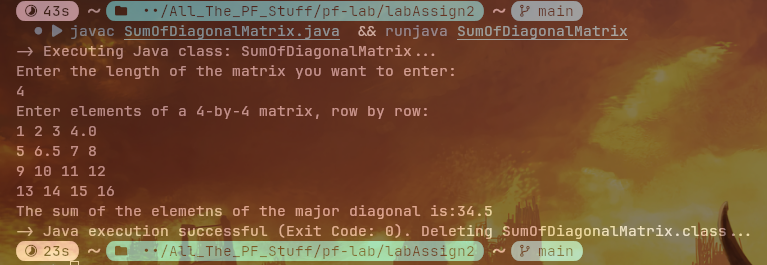 43s ~ ··/All_The_PF_Stuff/pf-lab/labAssign2 ~ main
javac SumOfDiagonalMatrix.java && runjava SumOfDiagonalMatrix
-> Executing Java class: SumOfDiagonalMatrix...
Enter the length of the matrix you want to enter:
4
Enter elements of a 4-by-4 matrix, row by row:
1 2 3 4.0
5 6.5 7 8
9 10 11 12
13 14 15 16
The sum of the elemetns of the major diagonal is:34.5
-> Java execution successful (Exit Code: 0). Deleting SumOfDiagonalMatrix.class...
23s ~ ··/All_The_PF_Stuff/pf-lab/labAssign2 ~ main